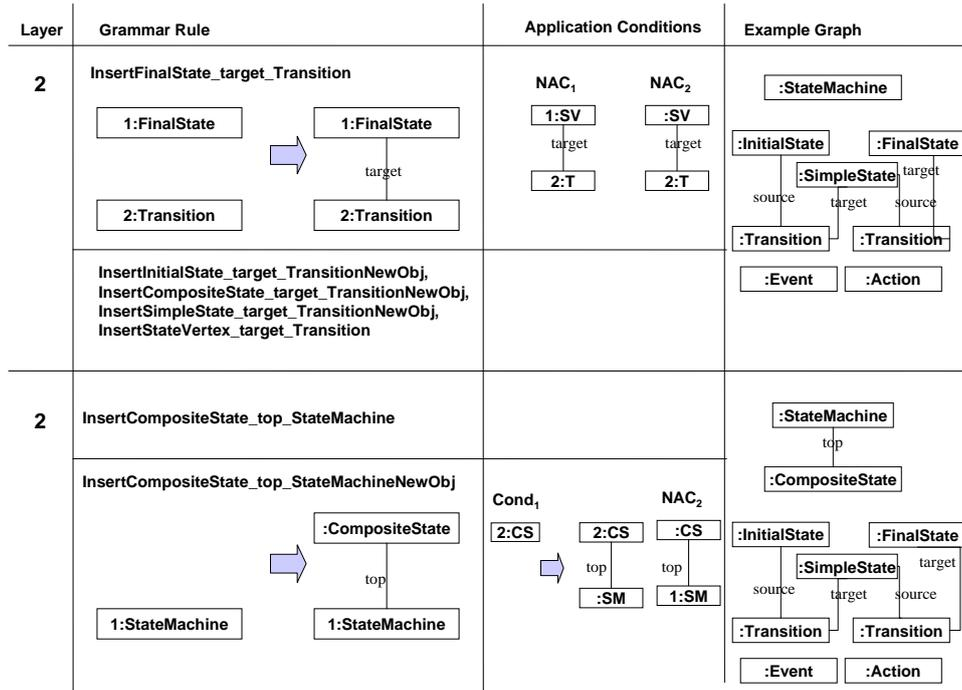 Layer
Grammar Rule
Application Conditions
Example Graph
2
InsertFinalState_target_Transition
1:FinalState
1:FinalState
target
2:Transition
2:Transition
NAC1
NAC2
1:SV
:SV
target
target
2:T
2:T
:StateMachine
:InitialState
:FinalState
:SimpleState
target
source
target
source
:Transition
:Transition
:Event
:Action
InsertInitialState_target_TransitionNewObj,
InsertCompositeState_target_TransitionNewObj,
InsertSimpleState_target_TransitionNewObj,
InsertStateVertex_target_Transition
2
InsertCompositeState_top_StateMachine
:StateMachine
top
:CompositeState
InsertCompositeState_top_StateMachineNewObj
:CompositeState
top
1:StateMachine
1:StateMachine
Cond1
NAC2
2:CS
2:CS
:CS
top
top
:SM
1:SM
:InitialState
:FinalState
:SimpleState
target
source
target
source
:Transition
:Transition
:Event
:Action